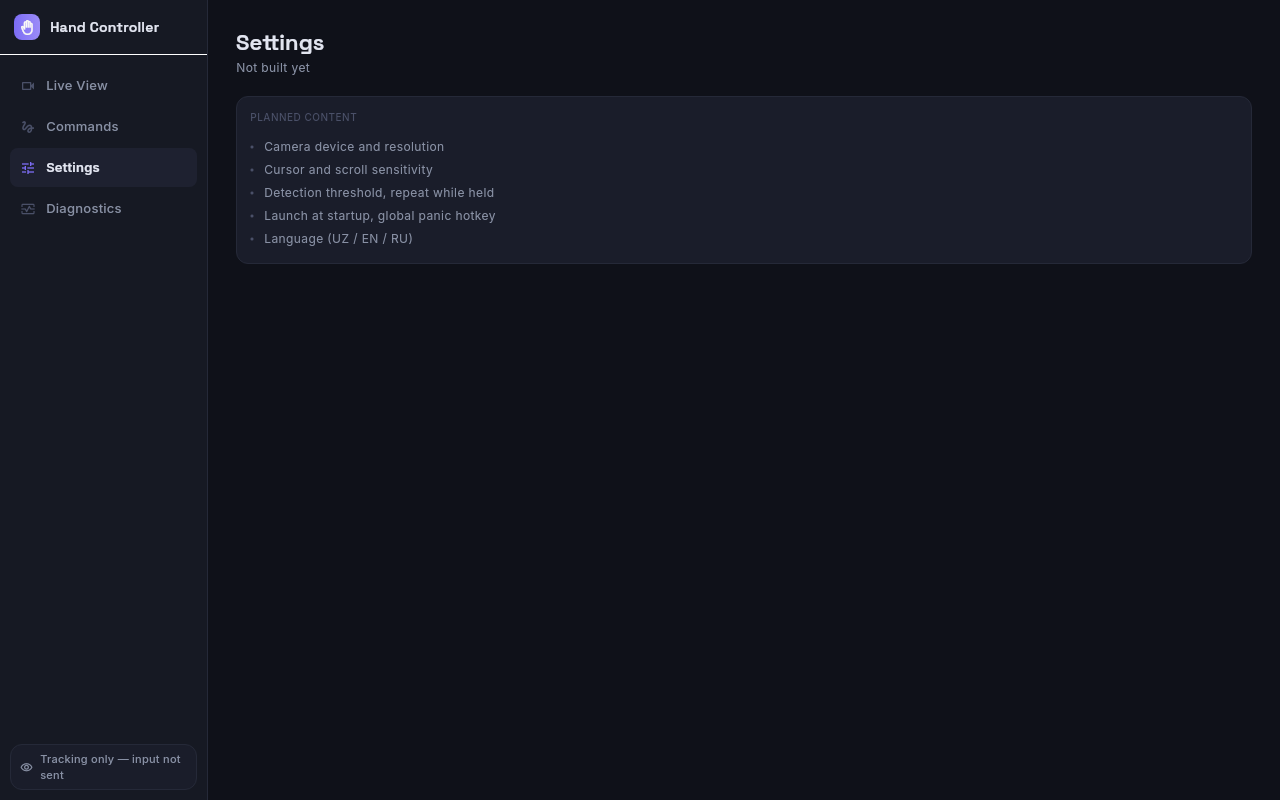 Hand Controller
Live View
Commands
Settings
Diagnostics
Tracking only — input not
sent
Settings
Not built yet
PLANNED CONTENT
• Camera device and resolution
• Cursor and scroll sensitivity
• Detection threshold, repeat while held
• Launch at startup, global panic hotkey
• Language (UZ / EN / RU)